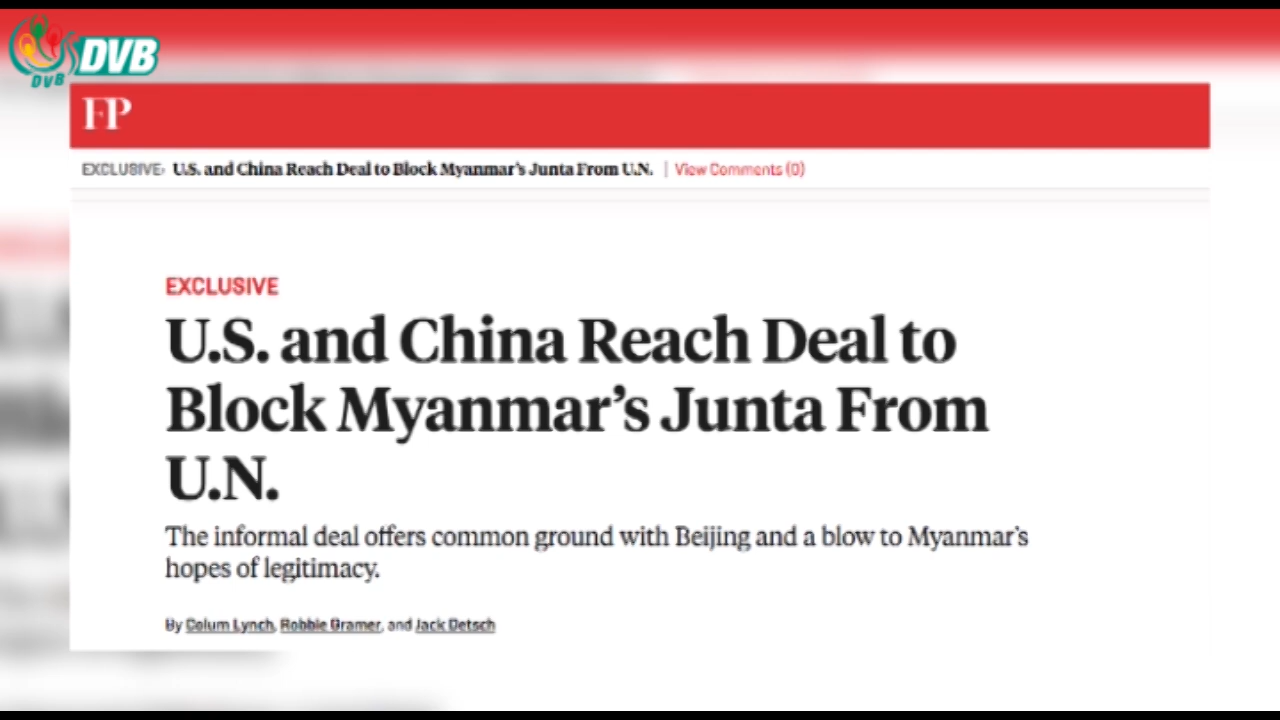 DVB
DVB
FP
EXCLUSIVE: U.S. and China Reach Deal to Block Myanmar's Junta From U.N. | View Comments (0)
EXCLUSIVE
U.S. and China Reach Deal to
Block Myanmar's Junta From
U.N.
The informal deal offers common ground with Beijing and a blow to Myanmar's
hopes of legitimacy.
By Colum Lynch, Robbie Gramer, and Jack Detsch